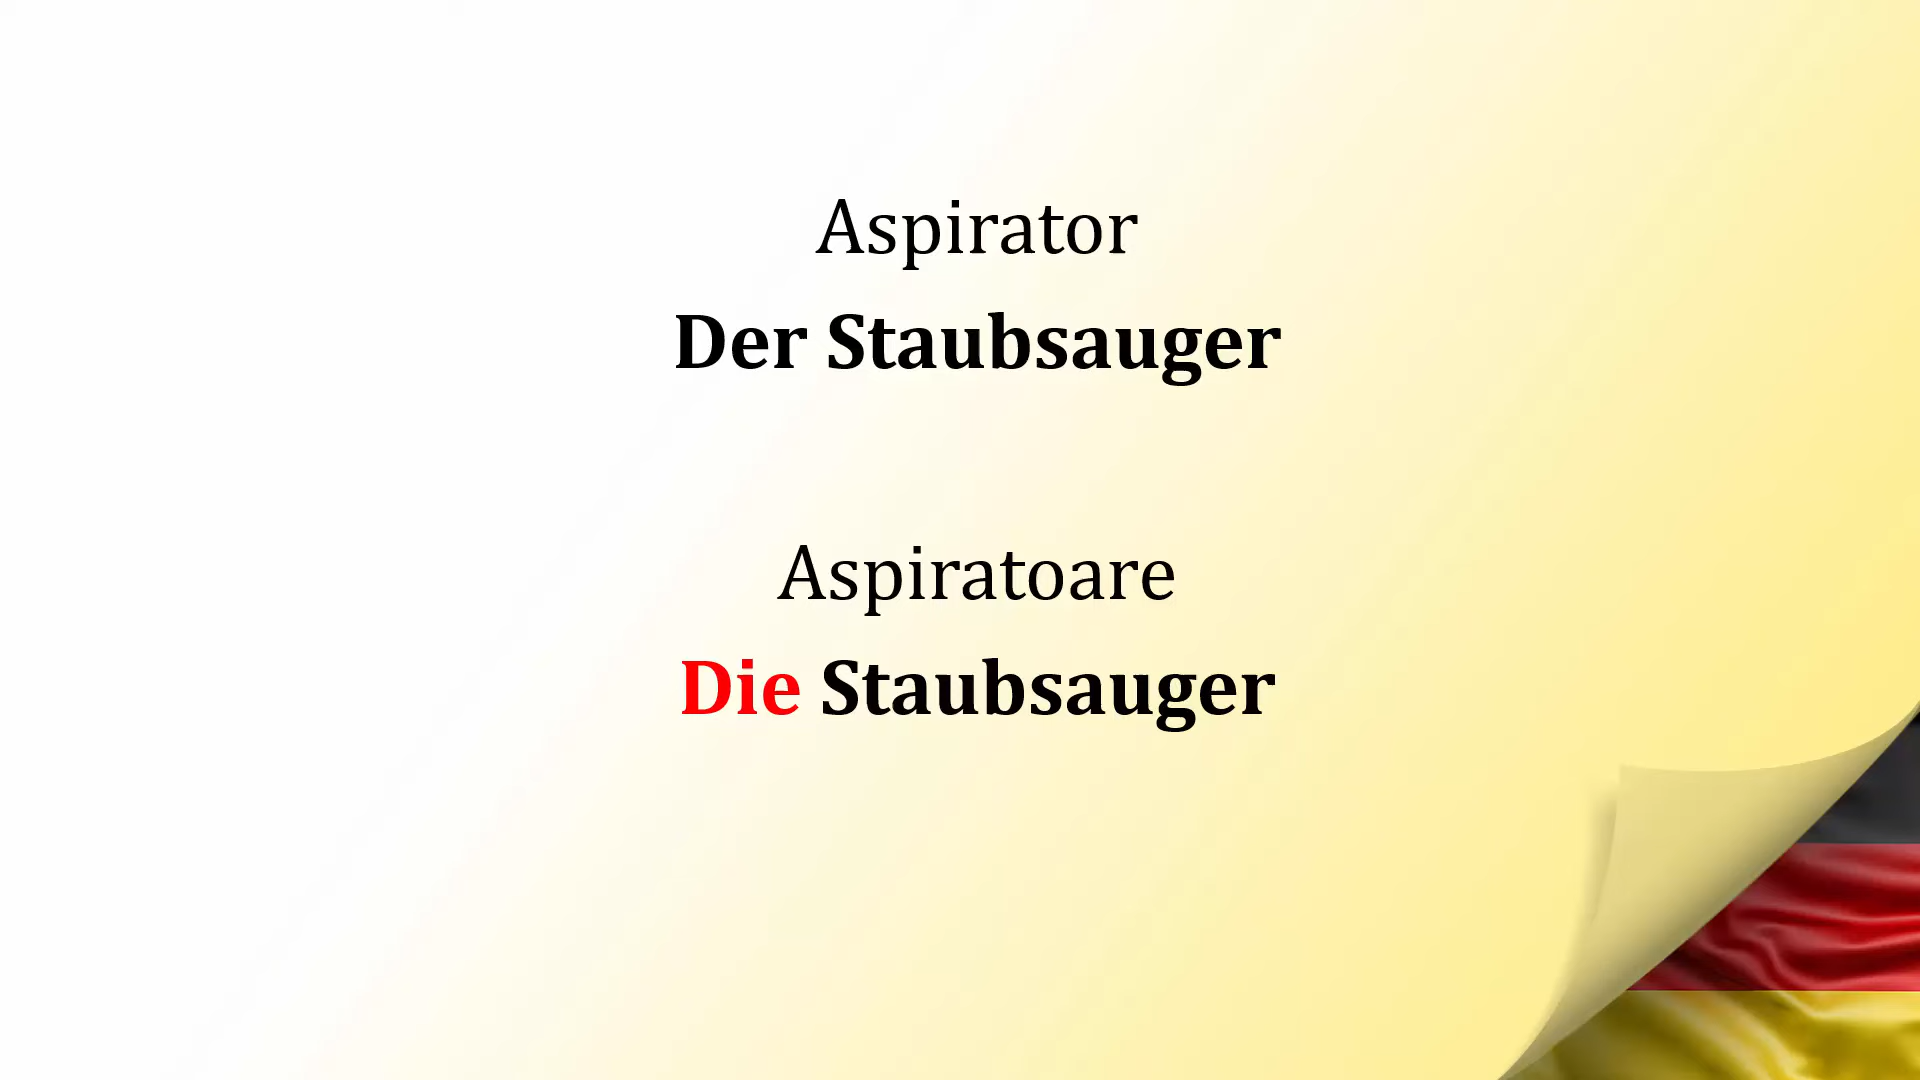 Aspirator
Der Staubsauger
Aspiratoare
Die Staubsauger